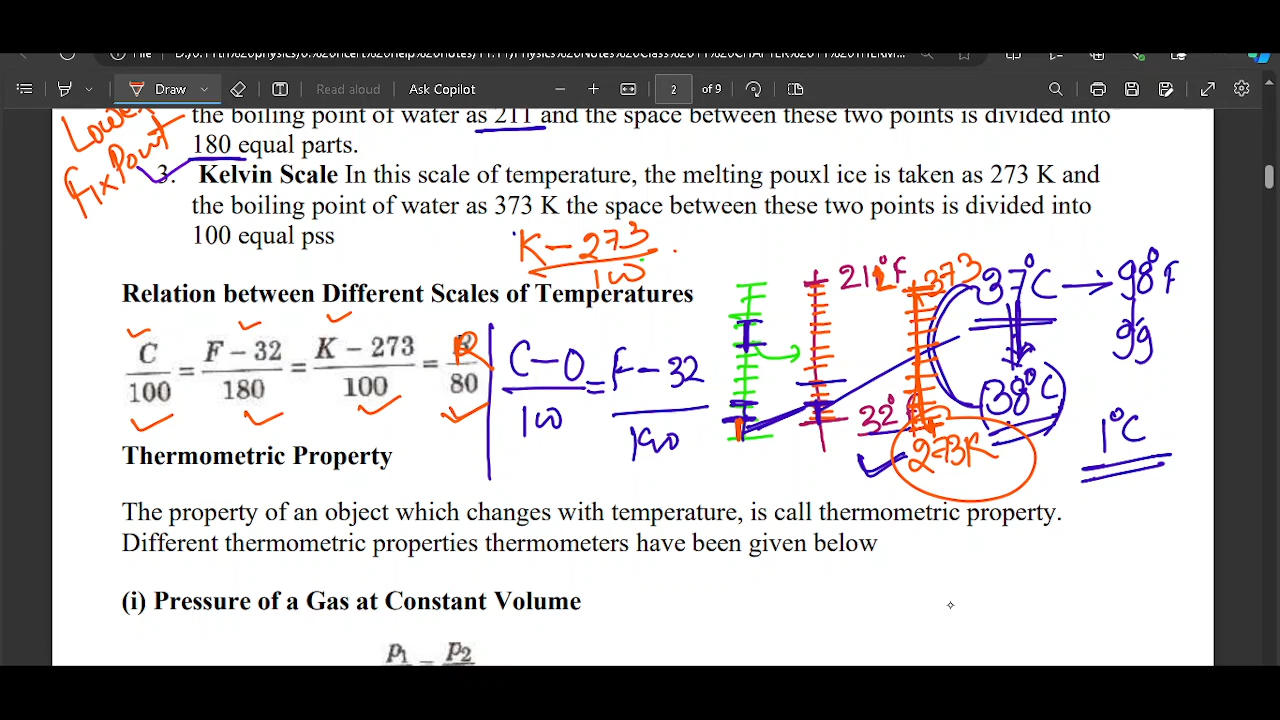 Draw
Read aloud
Ask Copilot
2
of 9
Lower
Fix Point
the boiling point of water as 211 and the space between these two points is divided into
180 equal parts.
3. Kelvin Scale In this scale of temperature, the melting pouxl ice is taken as 273 K and
the boiling point of water as 373 K the space between these two points is divided into
100 equal pss
K - 273
100
Relation between Different Scales of Temperatures
C/100 = F - 32/180 = K - 273/100 = R/80
C - 0/100 = F - 32/180
373
37°C → 98°F
99
38°C
1°C
32°
273K
Thermometric Property
The property of an object which changes with temperature, is call thermometric property.
Different thermometric properties thermometers have been given below
(i) Pressure of a Gas at Constant Volume
P1 P2